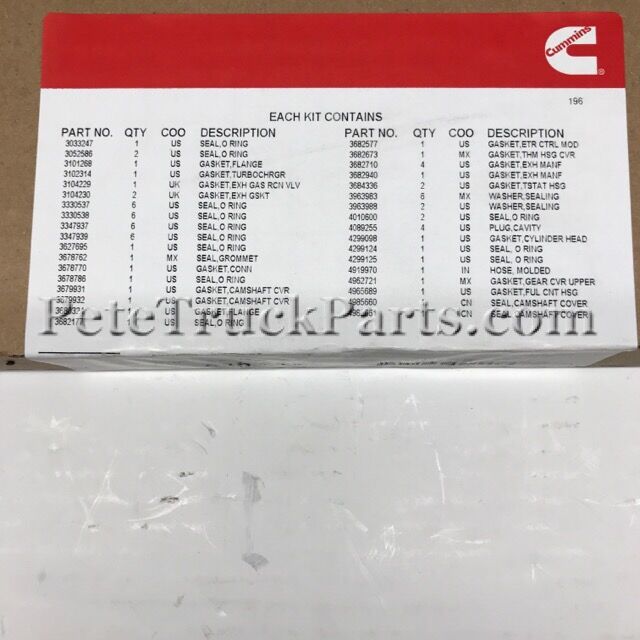 Cummins
®
196
EACH KIT CONTAINS
PART NO. QTY COO DESCRIPTION
3033247 1 US SEAL,O RING
3052586 2 US SEAL,O RING
3101268 1 US GASKET,FLANGE
3102314 1 US GASKET,TURBOCHRGR
3104229 1 UK GASKET,EXH GAS RCN VLV
3104230 2 UK GASKET,EXH GSKT
3330537 6 US SEAL,O RING
3330538 6 US SEAL,O RING
3347937 6 US SEAL,O RING
3347939 6 US SEAL,O RING
3627695 1 US SEAL,O RING
3678762 1 MX SEAL,GROMMET
3678770 1 US GASKET,CONN
3678786 1 US SEAL,O RING
3679931 1 US GASKET,CAMSHAFT CVR
3679932 GASKET,CAMSHAFT CVR
GASKET,FLANGE
US SEAL,O RING
PART NO. QTY COO DESCRIPTION
3682577 1 US GASKET,ETR CTRL MOD
3682673 1 MX GASKET,THM HSG CVR
3682710 4 US GASKET,EXH MANF
3682940 1 US GASKET,EXH MANF
3684336 2 US GASKET,TSTAT HSG
3963983 6 MX WASHER,SEALING
3963988 2 US WASHER,SEALING
4010600 2 US SEAL,O RING
4089255 4 US PLUG,CAVITY
4299098 1 US GASKET,CYLINDER HEAD
4299124 1 US SEAL,O RING
4299125 1 US SEAL, O RING
4919970 1 IN HOSE, MOLDED
4962721 1 MX GASKET,GEAR CVR UPPER
4965689 1 US GASKET,FUL CNT HSG
4985660 CN SEAL,CAMSHAFT COVER
CN SEAL,CAMSHAFT COVER
PeteTruckParts.com